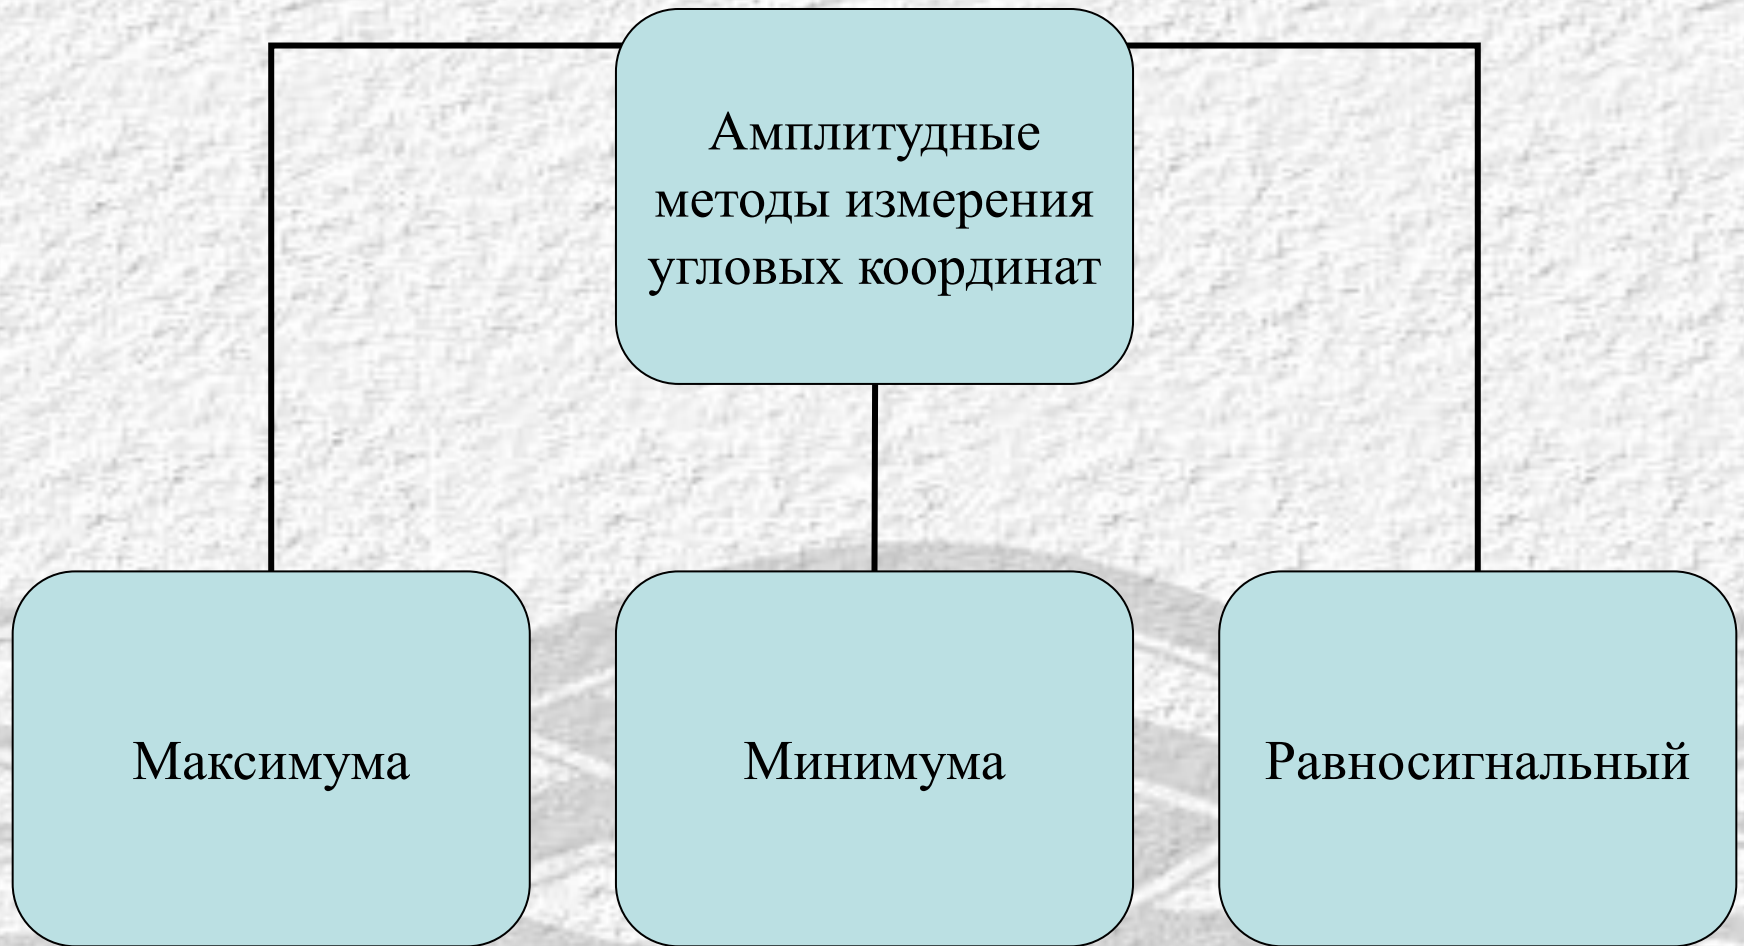 Амплитудные
методы измерения
угловых координат
Максимума
Минимума
Равносигнальный